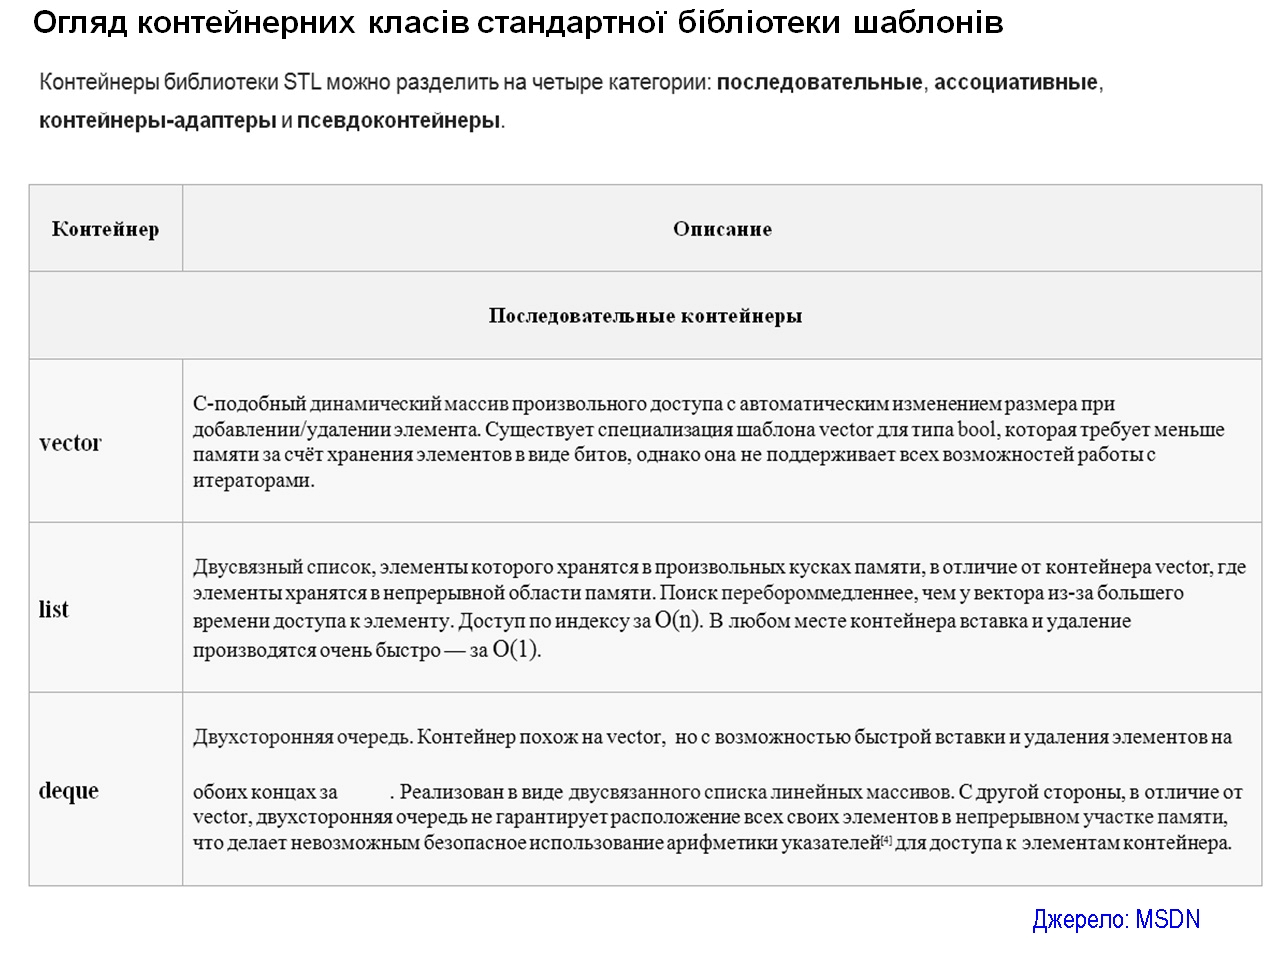 Огляд контейнерних класів стандартної бібліотеки шаблонів
Контейнеры библиотеки STL можно разделить на четыре категории: последовательные, ассоциативные,
контейнеры-адаптеры и псевдоконтейнеры.
Контейнер Описание
Последовательные контейнеры
vector
С-подобный динамический массив произвольного доступа с автоматическим изменением размера при
добавлении/удалении элемента. Существует специализация шаблона vector для типа bool, которая требует меньше
памяти за счёт хранения элементов в виде битов, однако она не поддерживает всех возможностей работы с
итераторами.
list
Двусвязный список, элементы которого хранятся в произвольных кусках памяти, в отличие от контейнера vector, где
элементы хранятся в непрерывной области памяти. Поиск перебороммедленнее, чем у вектора из-за большего
времени доступа к элементу. Доступ по индексу за O(n). В любом месте контейнера вставка и удаление
производятся очень быстро — за O(1).
deque
Двухсторонняя очередь. Контейнер похож на vector, но с возможностью быстрой вставки и удаления элементов на
обоих концах за . Реализован в виде двусвязанного списка линейных массивов. С другой стороны, в отличие от
vector, двухсторонняя очередь не гарантирует расположение всех своих элементов в непрерывном участке памяти,
что делает невозможным безопасное использование арифметики указателей[4] для доступа к элементам контейнера.
Джерело: MSDN